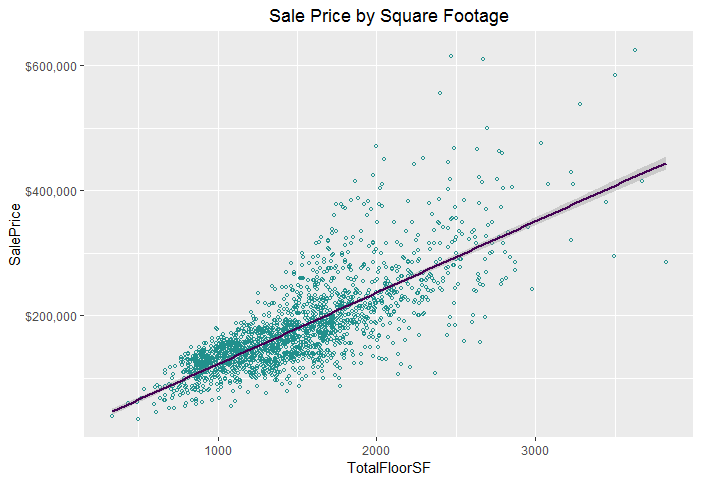 Sale Price by Square Footage
SalePrice
$600,000
$400,000
$200,000
1000 2000 3000
TotalFloorSF